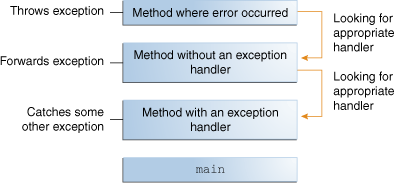 Throws exception
Method where error occurred
Looking for
appropriate
handler
Forwards exception
Method without an exception
handler
Looking for
appropriate
handler
Catches some
other exception
Method with an exception
handler
main